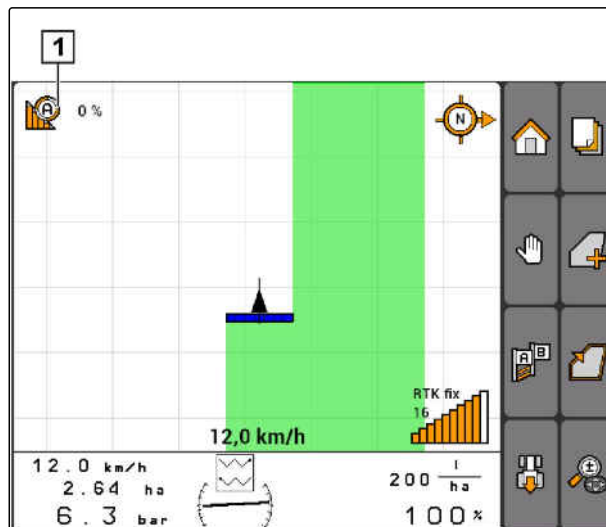 1
A
0 %
N
A B
RTK fix
16
12,0 km/h
12.0 km/h
2.64 ha
6.3 bar
200 l/ha
100 %